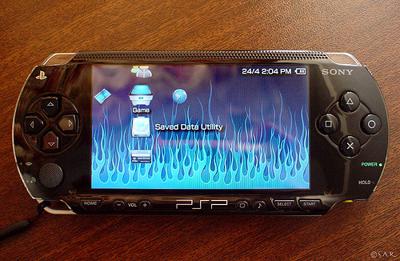 24/4 2:04 PM
SONY
Game
Saved Data Utility
POWER
HOLD
HOME
VOL
PSP
SELECT
START
© S.A.R.